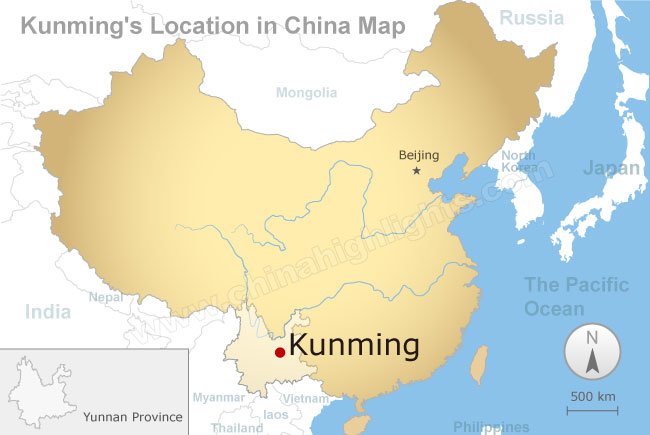 Kunming's Location in China Map
Russia
Mongolia
Beijing
North
Korea
Japan
www.chinahighlights.com
India
Nepal
The Pacific
Ocean
Kunming
N
500 km
Yunnan Province
Myanmar
Vietnam
laos
Thailand
Philippines